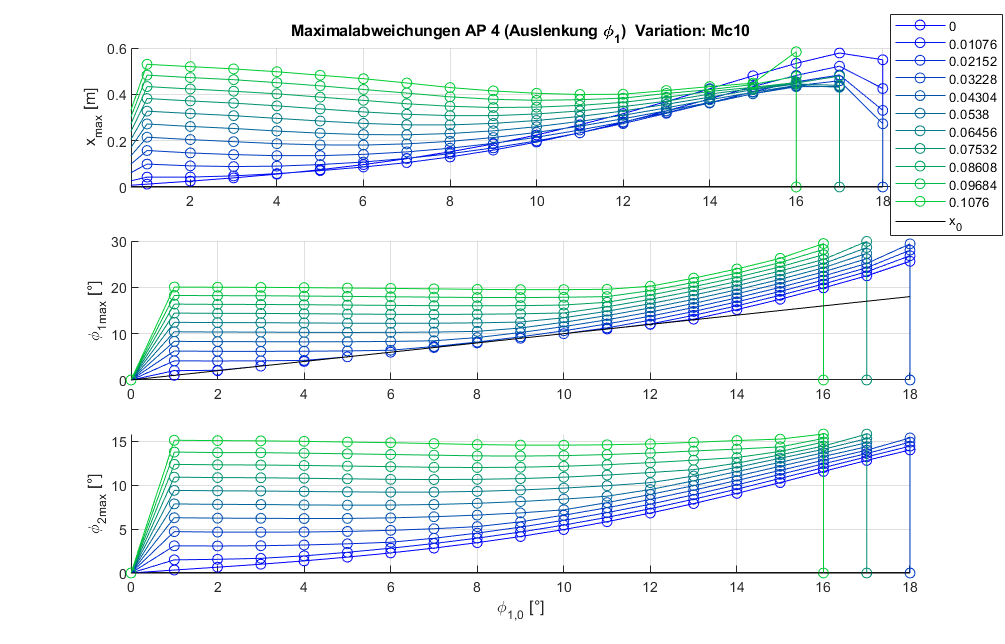 Maximalabweichungen AP 4 (Auslenkung ϕ1) Variation: Mc10
0.6
0.4
0.2
0
xmax [m]
2 4 6 8 10 12 14 16 18
0
0.01076
0.02152
0.03228
0.04304
0.0538
0.06456
0.07532
0.08608
0.09684
0.1076
x0
30
20
10
0
ϕ1max [°]
0 2 4 6 8 10 12 14 16 18
15
10
5
0
ϕ2max [°]
0 2 4 6 8 10 12 14 16 18
ϕ1,0 [°]